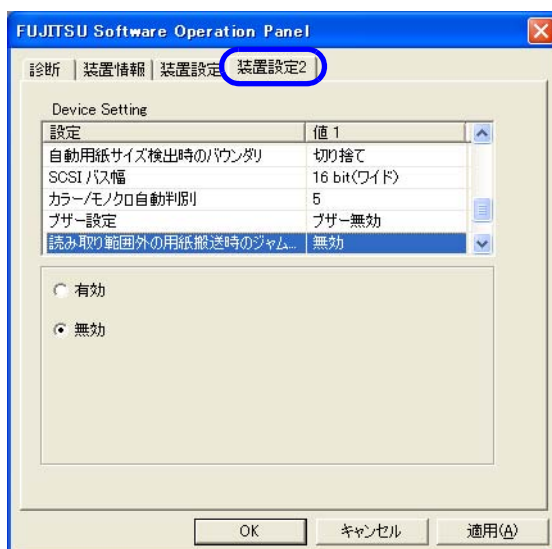 FUJITSU Software Operation Panel
診断 装置情報 装置設定 装置設定2
Device Setting
設定 値 1
自動用紙サイズ検出時のバウンダリ 切り捨て
SCSI バス幅 16 bit(ワイド)
カラー/モノクロ自動判別 5
ブザー設定 ブザー無効
読み取り範囲外の用紙搬送時のジャム... 無効
有効
無効
OK キャンセル 適用(A)